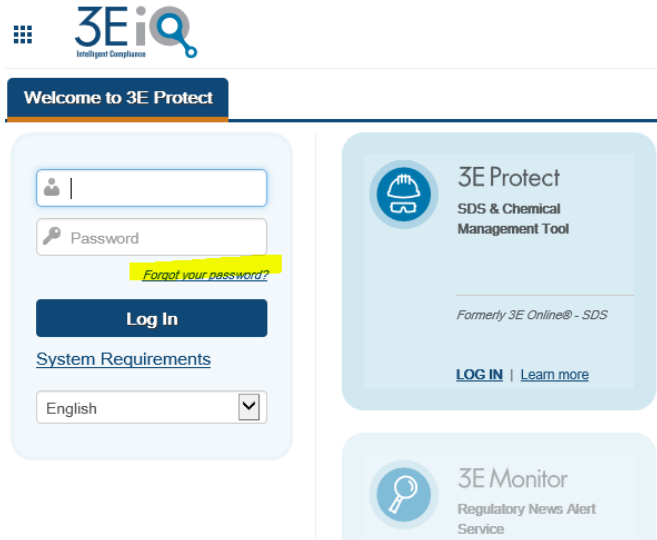 3EiQ
Intelligent Compliance
Welcome to 3E Protect
Password
Forgot your password?
Log In
System Requirements
English
3E Protect
SDS & Chemical
Management Tool
Formerly 3E Online® - SDS
LOG IN | Learn more
3E Monitor
Regulatory News Alert
Service